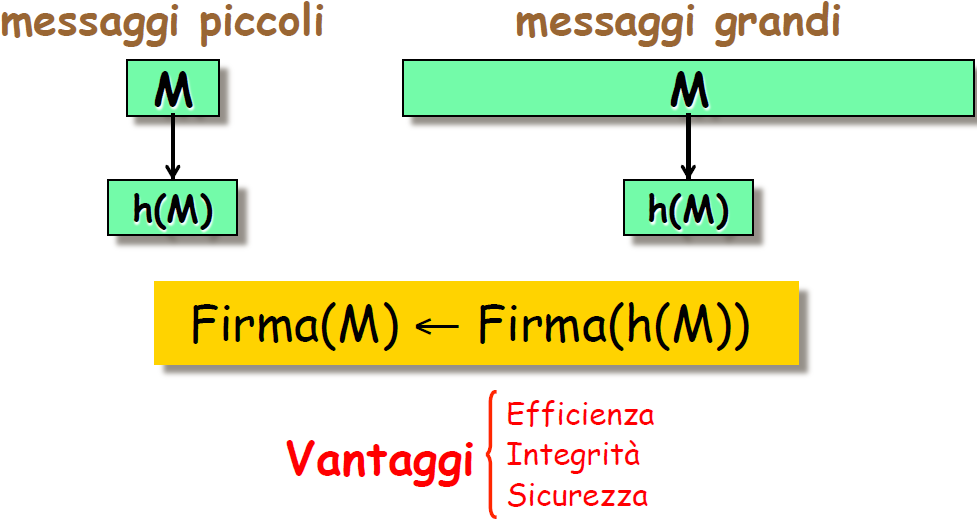 messaggi piccoli
messaggi grandi
M
M
h(M)
h(M)
Firma(M) ← Firma(h(M))
Vantaggi
Efficienza
Integrità
Sicurezza